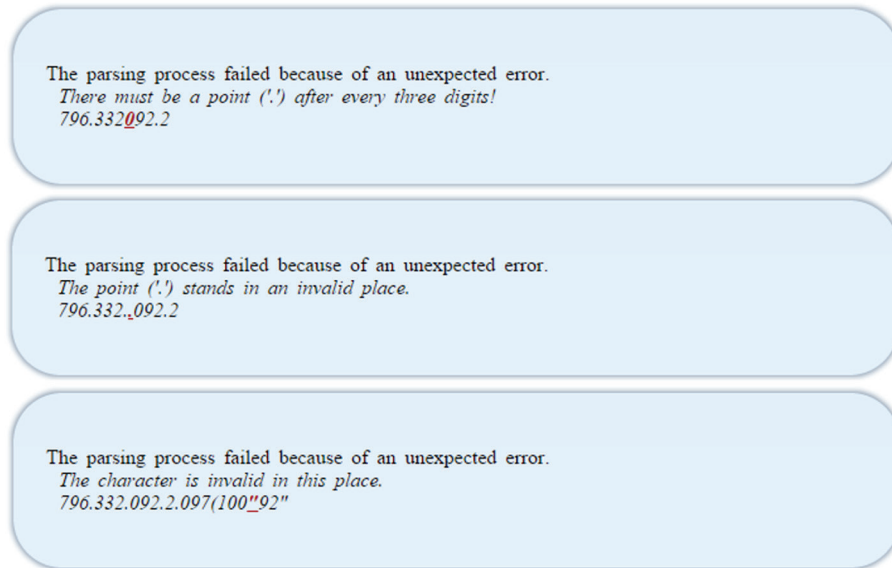 The parsing process failed because of an unexpected error.
There must be a point ('.') after every three digits!
796.332092.2
The parsing process failed because of an unexpected error.
The point ('.') stands in an invalid place.
796.332..092.2
The parsing process failed because of an unexpected error.
The character is invalid in this place.
796.332.092.2.097(100"92"